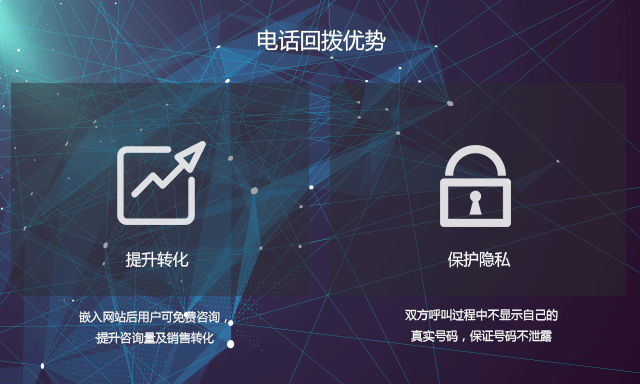 电话回拨优势
提升转化
嵌入网站后用户可免费咨询，
提升咨询量及销售转化
保护隐私
双方呼叫过程中不显示自己的
真实号码，保证号码不泄露